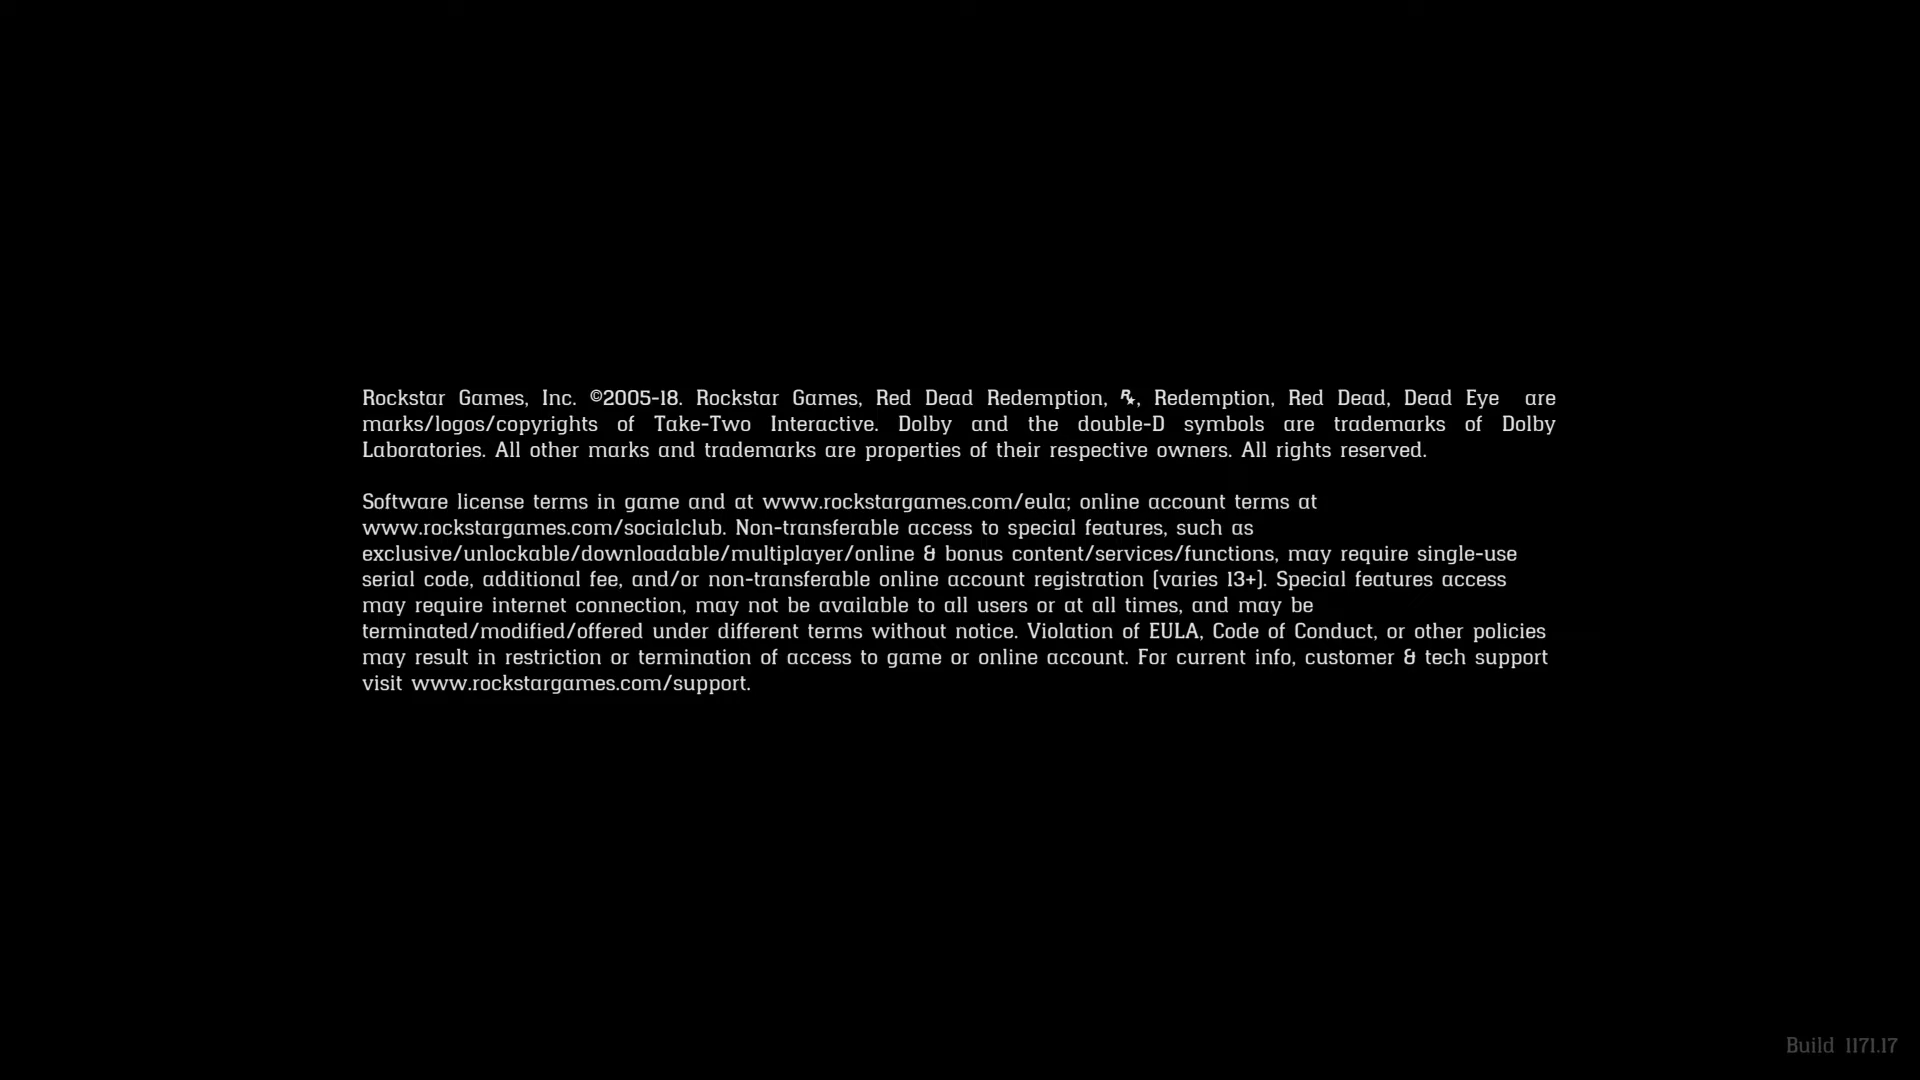 Rockstar Games, Inc. ©2005-18. Rockstar Games, Red Dead Redemption, R★, Redemption, Red Dead, Dead Eye are
marks/logos/copyrights of Take-Two Interactive. Dolby and the double-D symbols are trademarks of Dolby
Laboratories. All other marks and trademarks are properties of their respective owners. All rights reserved.
Software license terms in game and at www.rockstargames.com/eula; online account terms at
www.rockstargames.com/socialclub. Non-transferable access to special features, such as
exclusive/unlockable/downloadable/multiplayer/online & bonus content/services/functions, may require single-use
serial code, additional fee, and/or non-transferable online account registration (varies 13+). Special features access
may require internet connection, may not be available to all users or at all times, and may be
terminated/modified/offered under different terms without notice. Violation of EULA, Code of Conduct, or other policies
may result in restriction or termination of access to game or online account. For current info, customer & tech support
visit www.rockstargames.com/support.
Build 1171.17